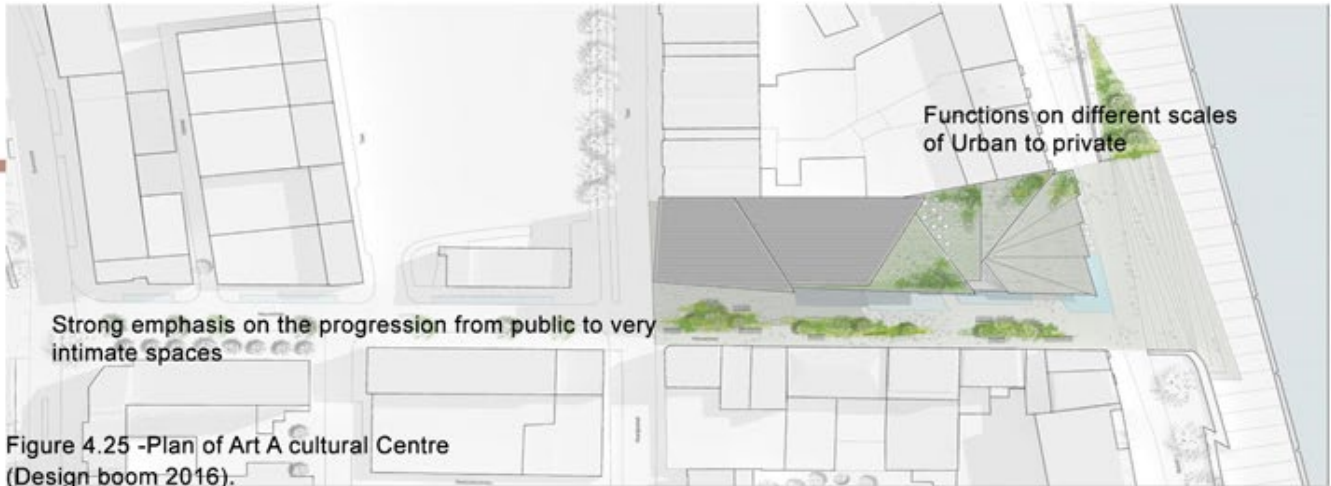 Functions on different scales
of Urban to private
Strong emphasis on the progression from public to very
intimate spaces
Figure 4.25 -Plan of Art A cultural Centre
(Design boom 2016).